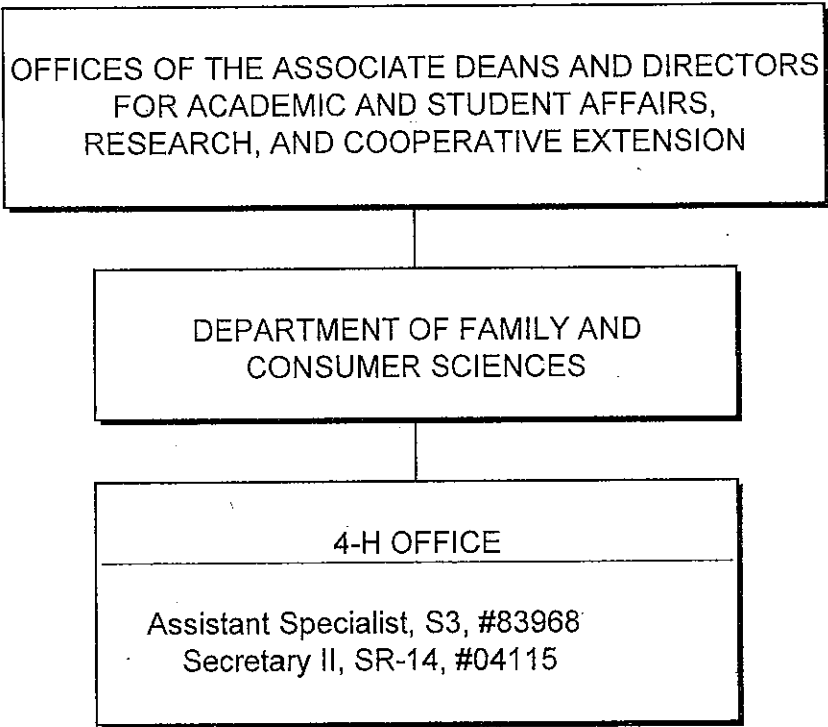 OFFICES OF THE ASSOCIATE DEANS AND DIRECTORS
FOR ACADEMIC AND STUDENT AFFAIRS,
RESEARCH, AND COOPERATIVE EXTENSION
DEPARTMENT OF FAMILY AND
CONSUMER SCIENCES
4-H OFFICE
Assistant Specialist, S3, #83968
Secretary II, SR-14, #04115